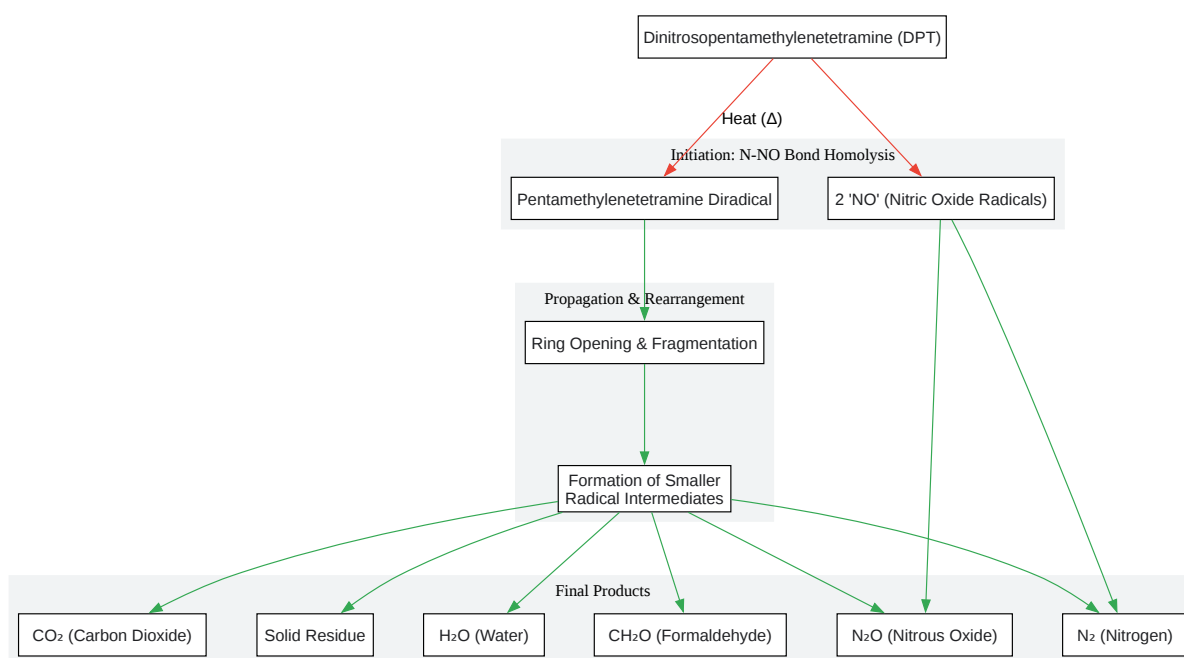 Dinitrosopentamethylenetetramine (DPT)
Heat (Δ)
Initiation: N-NO Bond Homolysis
Pentamethylenetetramine Diradical
2 'NO' (Nitric Oxide Radicals)
Propagation & Rearrangement
Ring Opening & Fragmentation
Formation of Smaller
Radical Intermediates
Final Products
CO₂ (Carbon Dioxide)
Solid Residue
H₂O (Water)
CH₂O (Formaldehyde)
N₂O (Nitrous Oxide)
N₂ (Nitrogen)